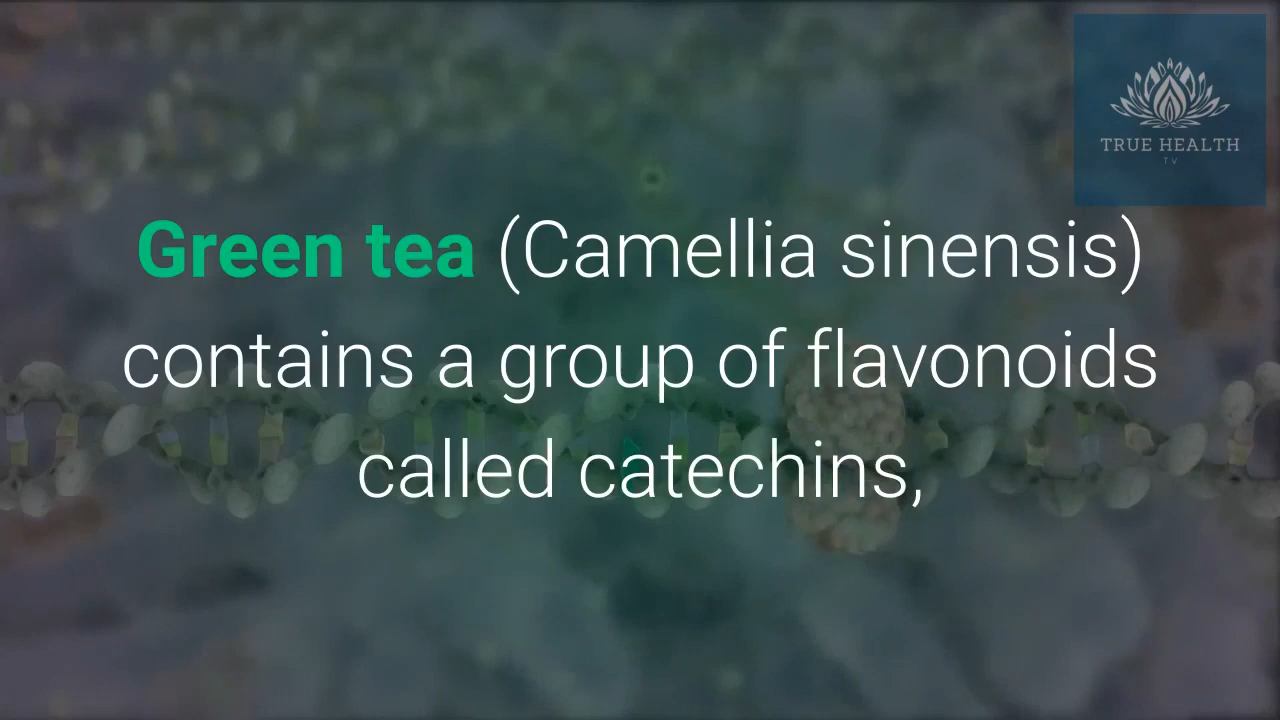 TRUE HEALTH
TV
Green tea (Camellia sinensis)
contains a group of flavonoids
called catechins,